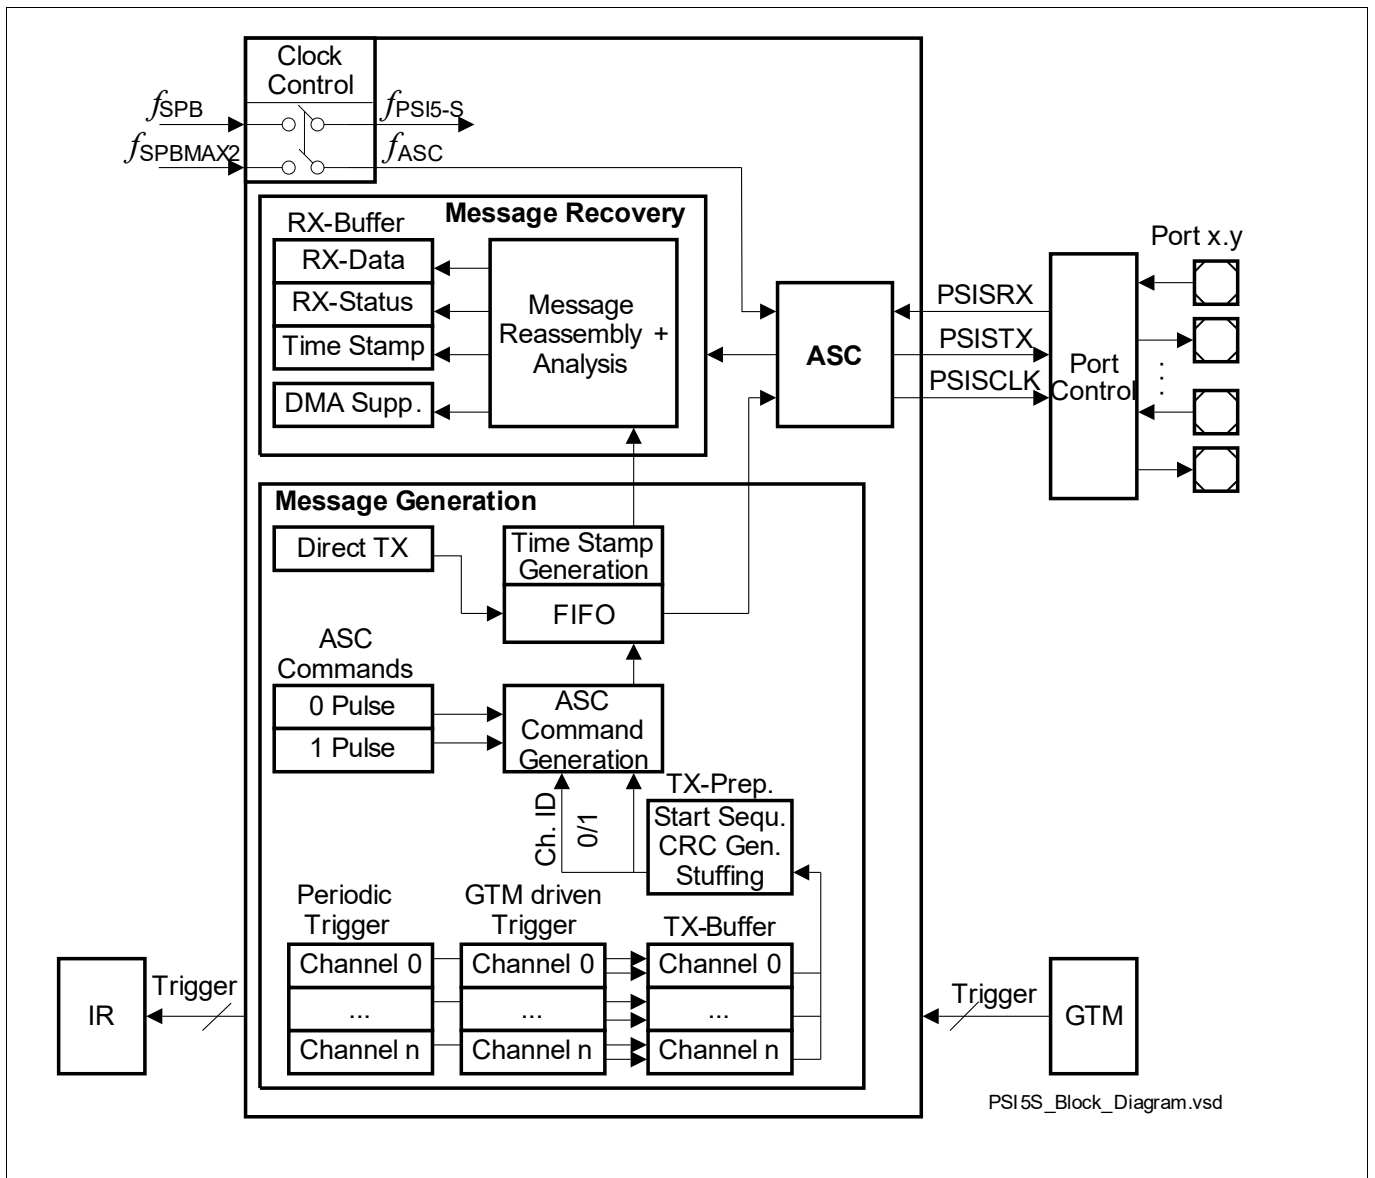 Clock
Control
fSPB
fPSI5-S
fSPBMAX2
fASC
Message Recovery
RX-Buffer
RX-Data
RX-Status
Time Stamp
DMA Supp.
Message
Reassembly +
Analysis
ASC
PSISRX
PSISTX
PSISCLK
Port
Control
Port x.y
Message Generation
Direct TX
Time Stamp
Generation
FIFO
ASC
Commands
0 Pulse
1 Pulse
ASC
Command
Generation
Ch. ID
0/1
TX-Prep.
Start Sequ.
CRC Gen.
Stuffing
Periodic
Trigger
GTM driven
Trigger
TX-Buffer
Channel 0
Channel 0
Channel 0
...
...
...
Channel n
Channel n
Channel n
IR
Trigger
Trigger
GTM
PSI5S_Block_Diagram.vsd